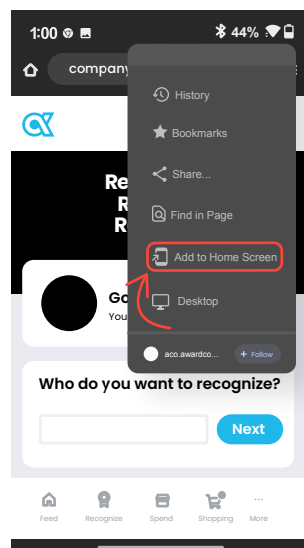 1:00
44%
company
History
Bookmarks
Share...
Find in Page
Add to Home Screen
Desktop
aco.awardco...
+ Follow
Re
R
R
Go
You
Who do you want to recognize?
Next
Feed
Recognize
Spend
Shopping
More